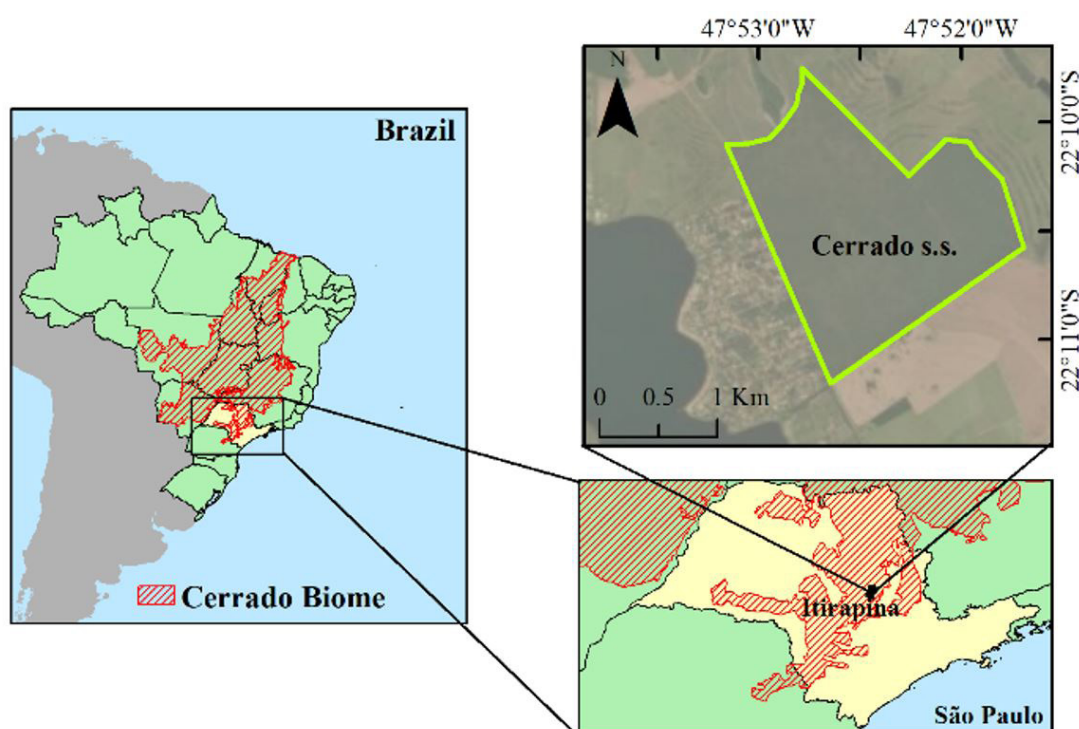 Brazil
Cerrado Biome
47°53'0"W 47°52'0"W
N
22°10'0"S
Cerrado s.s.
22°11'0"S
0 0.5 1 Km
Itirapina
São Paulo